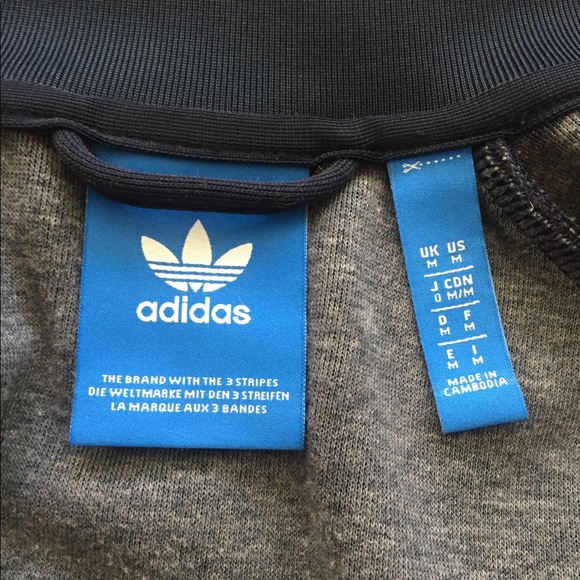 adidas
THE BRAND WITH THE 3 STRIPES
DIE WELTMARKE MIT DEN 3 STREIFEN
LA MARQUE AUX 3 BANDES
UK US
M M
J CDN
O M/M
D F
M M
E I
M M
MADE IN
CAMBODIA